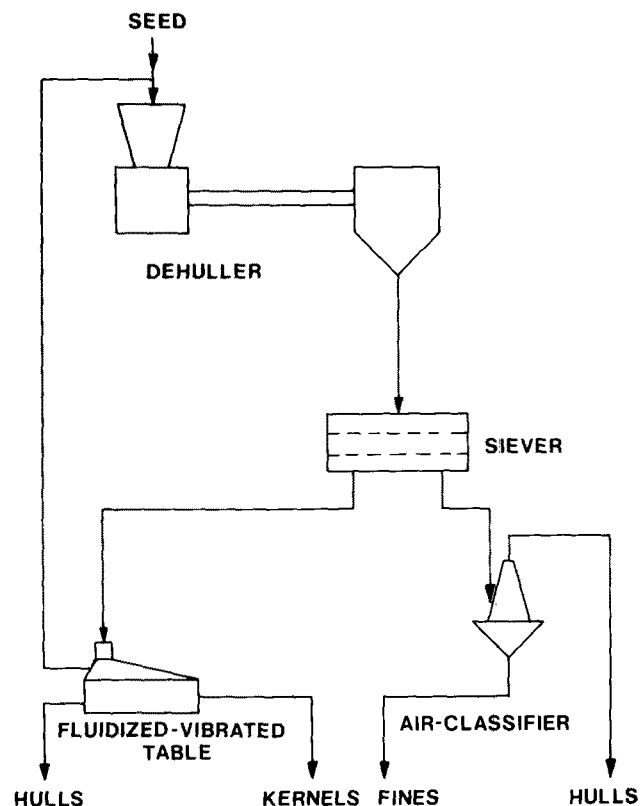 SEED
DEHULLER
SIEVER
FLUIDIZED-VIBRATED
TABLE
AIR-CLASSIFIER
HULLS
KERNELS
FINES
HULLS